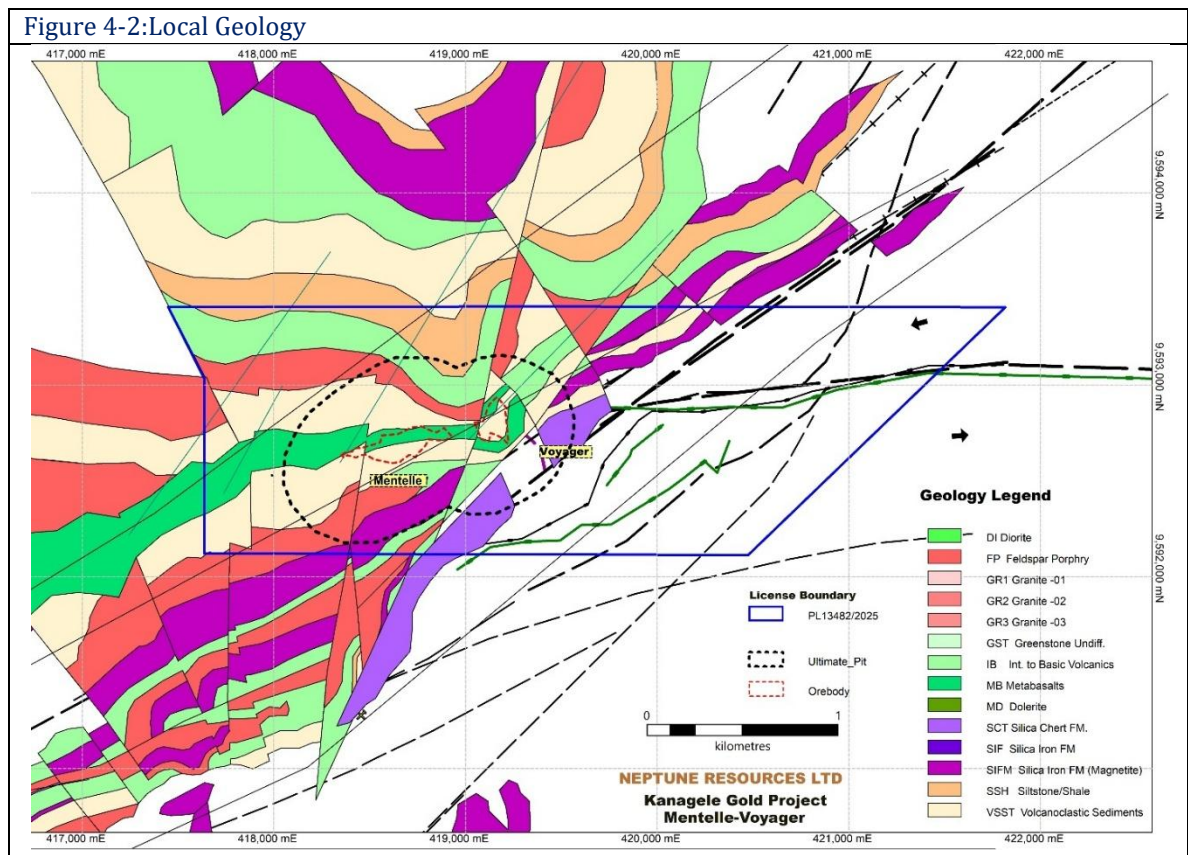 Figure 4-2:Local Geology
417,000 mE
418,000 mE
419,000 mE
420,000 mE
421,000 mE
422,000 mE
9,594,000 mN
9,593,000 mN
9,592,000 mN
Voyager
Mentelle
License Boundary
PL13482/2025
Ultimate_Pit
Orebody
0
1
kilometres
NEPTUNE RESOURCES LTD
Kanagele Gold Project
Mentelle-Voyager
Geology Legend
DI Diorite
FP Feldspar Porphry
GR1 Granite -01
GR2 Granite -02
GR3 Granite -03
GST Greenstone Undiff.
IB Int. to Basic Volcanics
MB Metabasalts
MD Dolerite
SCT Silica Chert FM.
SIF Silica Iron FM
SIFM Silica Iron FM (Magnetite)
SSH Siltstone/Shale
VSST Volcanoclastic Sediments
417,000 mE
418,000 mE
419,000 mE
420,000 mE
421,000 mE
422,000 mE